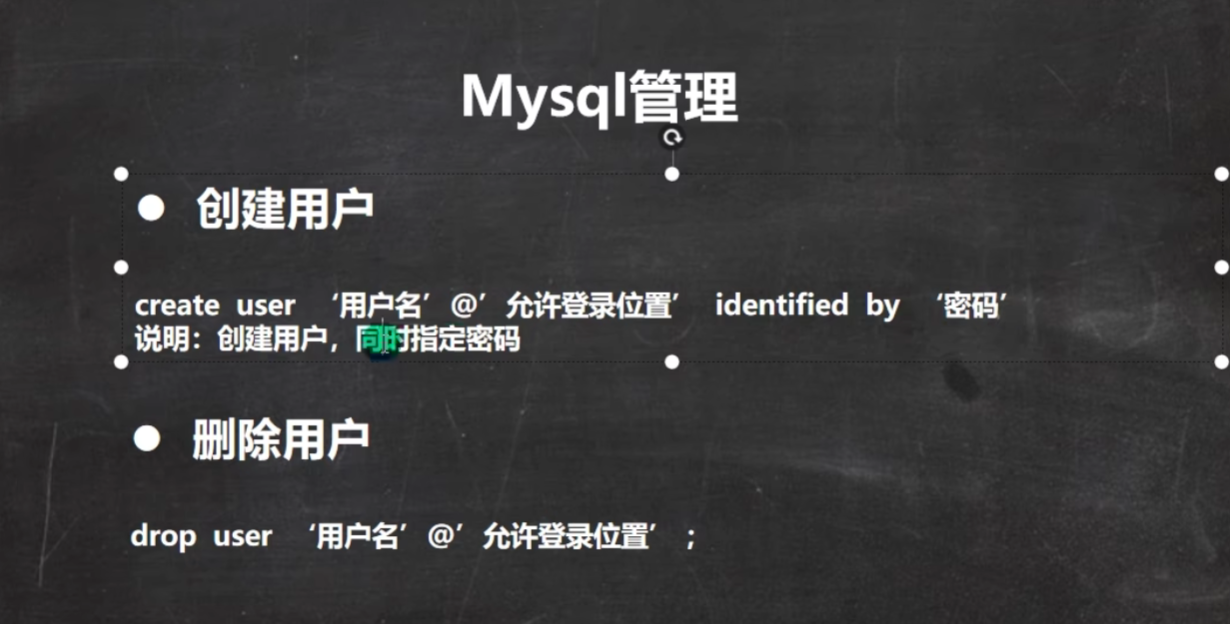 Mysql管理
● 创建用户
create user ‘用户名’ @’允许登录位置’ identified by ‘密码’
说明：创建用户，同时指定密码
● 删除用户
drop user ‘用户名’ @’允许登录位置’ ；